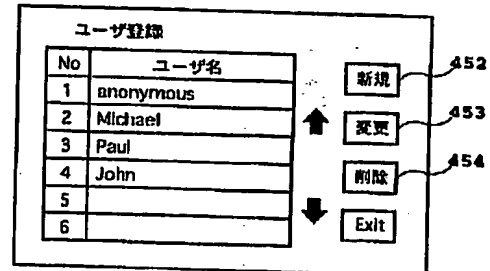 ユーザ登録
No ユーザ名
1 anonymous
2 Michael
3 Paul
4 John
5
6
新規 452
変更 453
削除 454
Exit